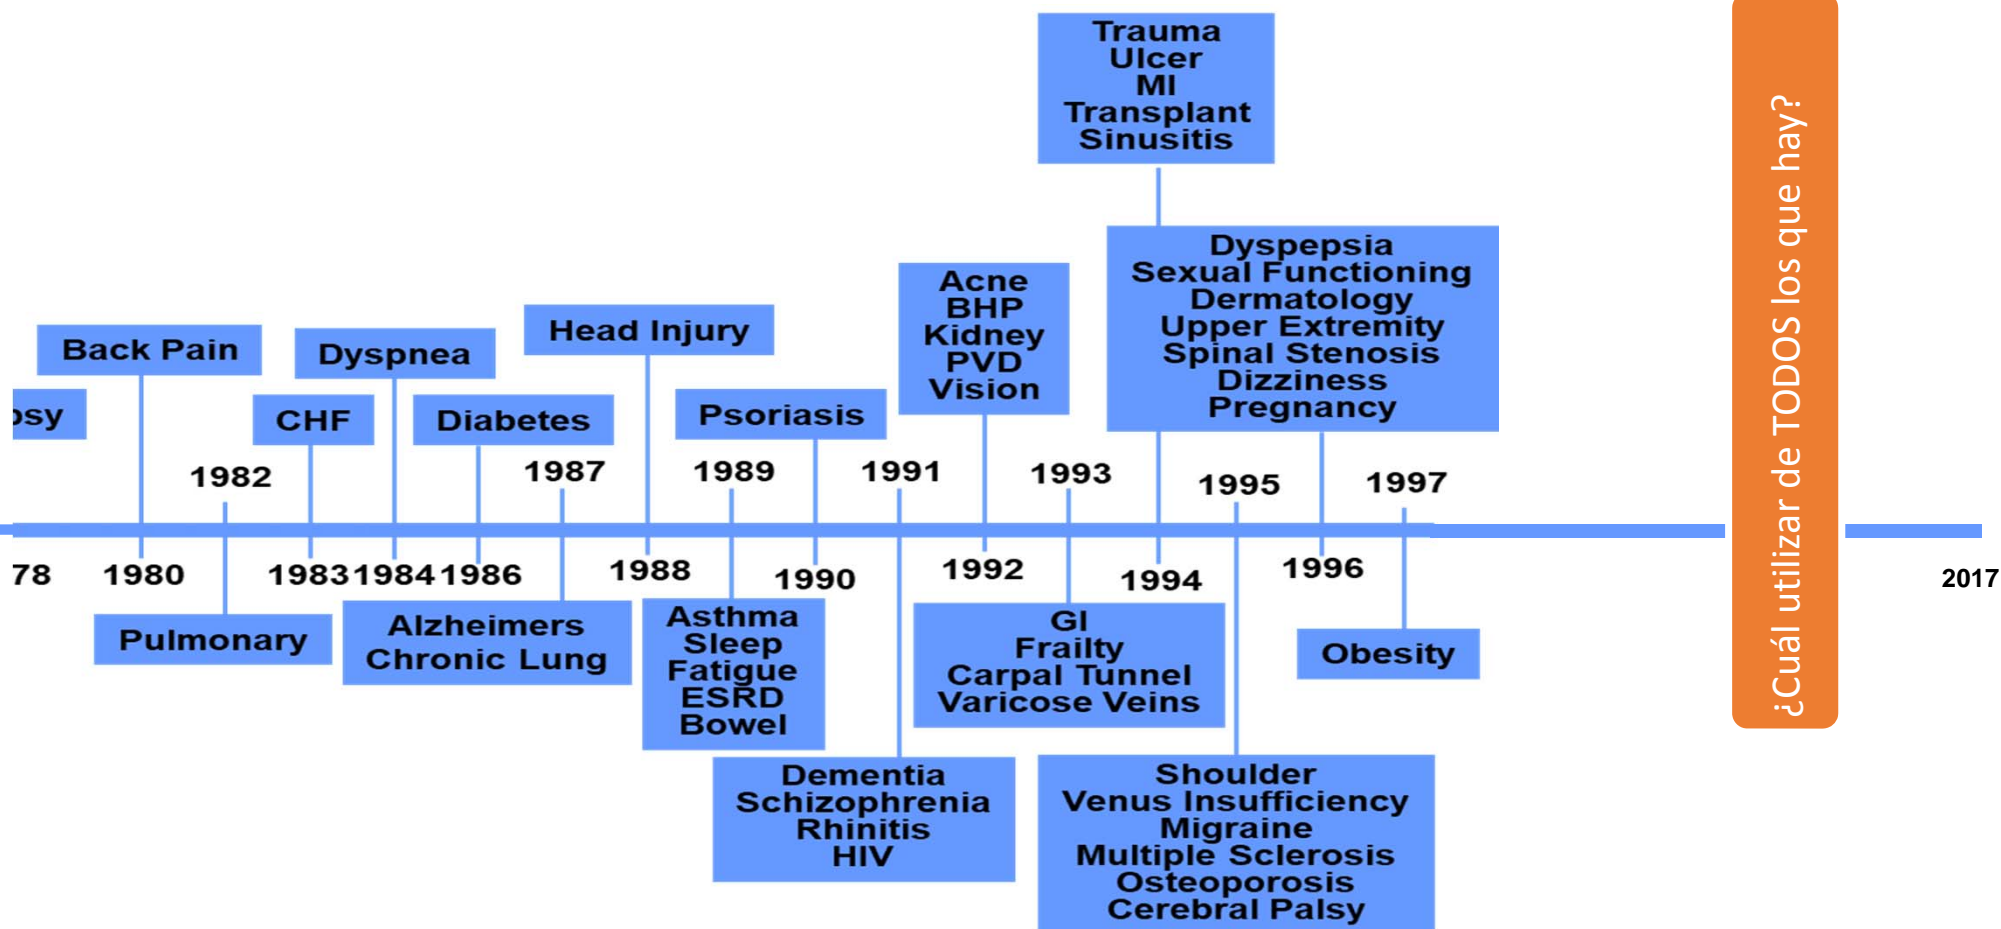 Trauma
Ulcer
MI
Transplant
Sinusitis
Dyspepsia
Sexual Functioning
Dermatology
Upper Extremity
Spinal Stenosis
Dizziness
Pregnancy
Acne
BHP
Kidney
PVD
Vision
Head Injury
Back Pain
Dyspnea
Psoriasis
CHF
Diabetes
osy
1982
1987
1989
1991
1993
1995
1997
78
1980
1983
1984
1986
1988
1990
1992
1994
1996
2017
Pulmonary
Alzheimers
Chronic Lung
Asthma
Sleep
Fatigue
ESRD
Bowel
GI
Frailty
Carpal Tunnel
Varicose Veins
Obesity
Dementia
Schizophrenia
Rhinitis
HIV
Shoulder
Venus Insufficiency
Migraine
Multiple Sclerosis
Osteoporosis
Cerebral Palsy
¿Cuál utilizar de TODOS los que hay?